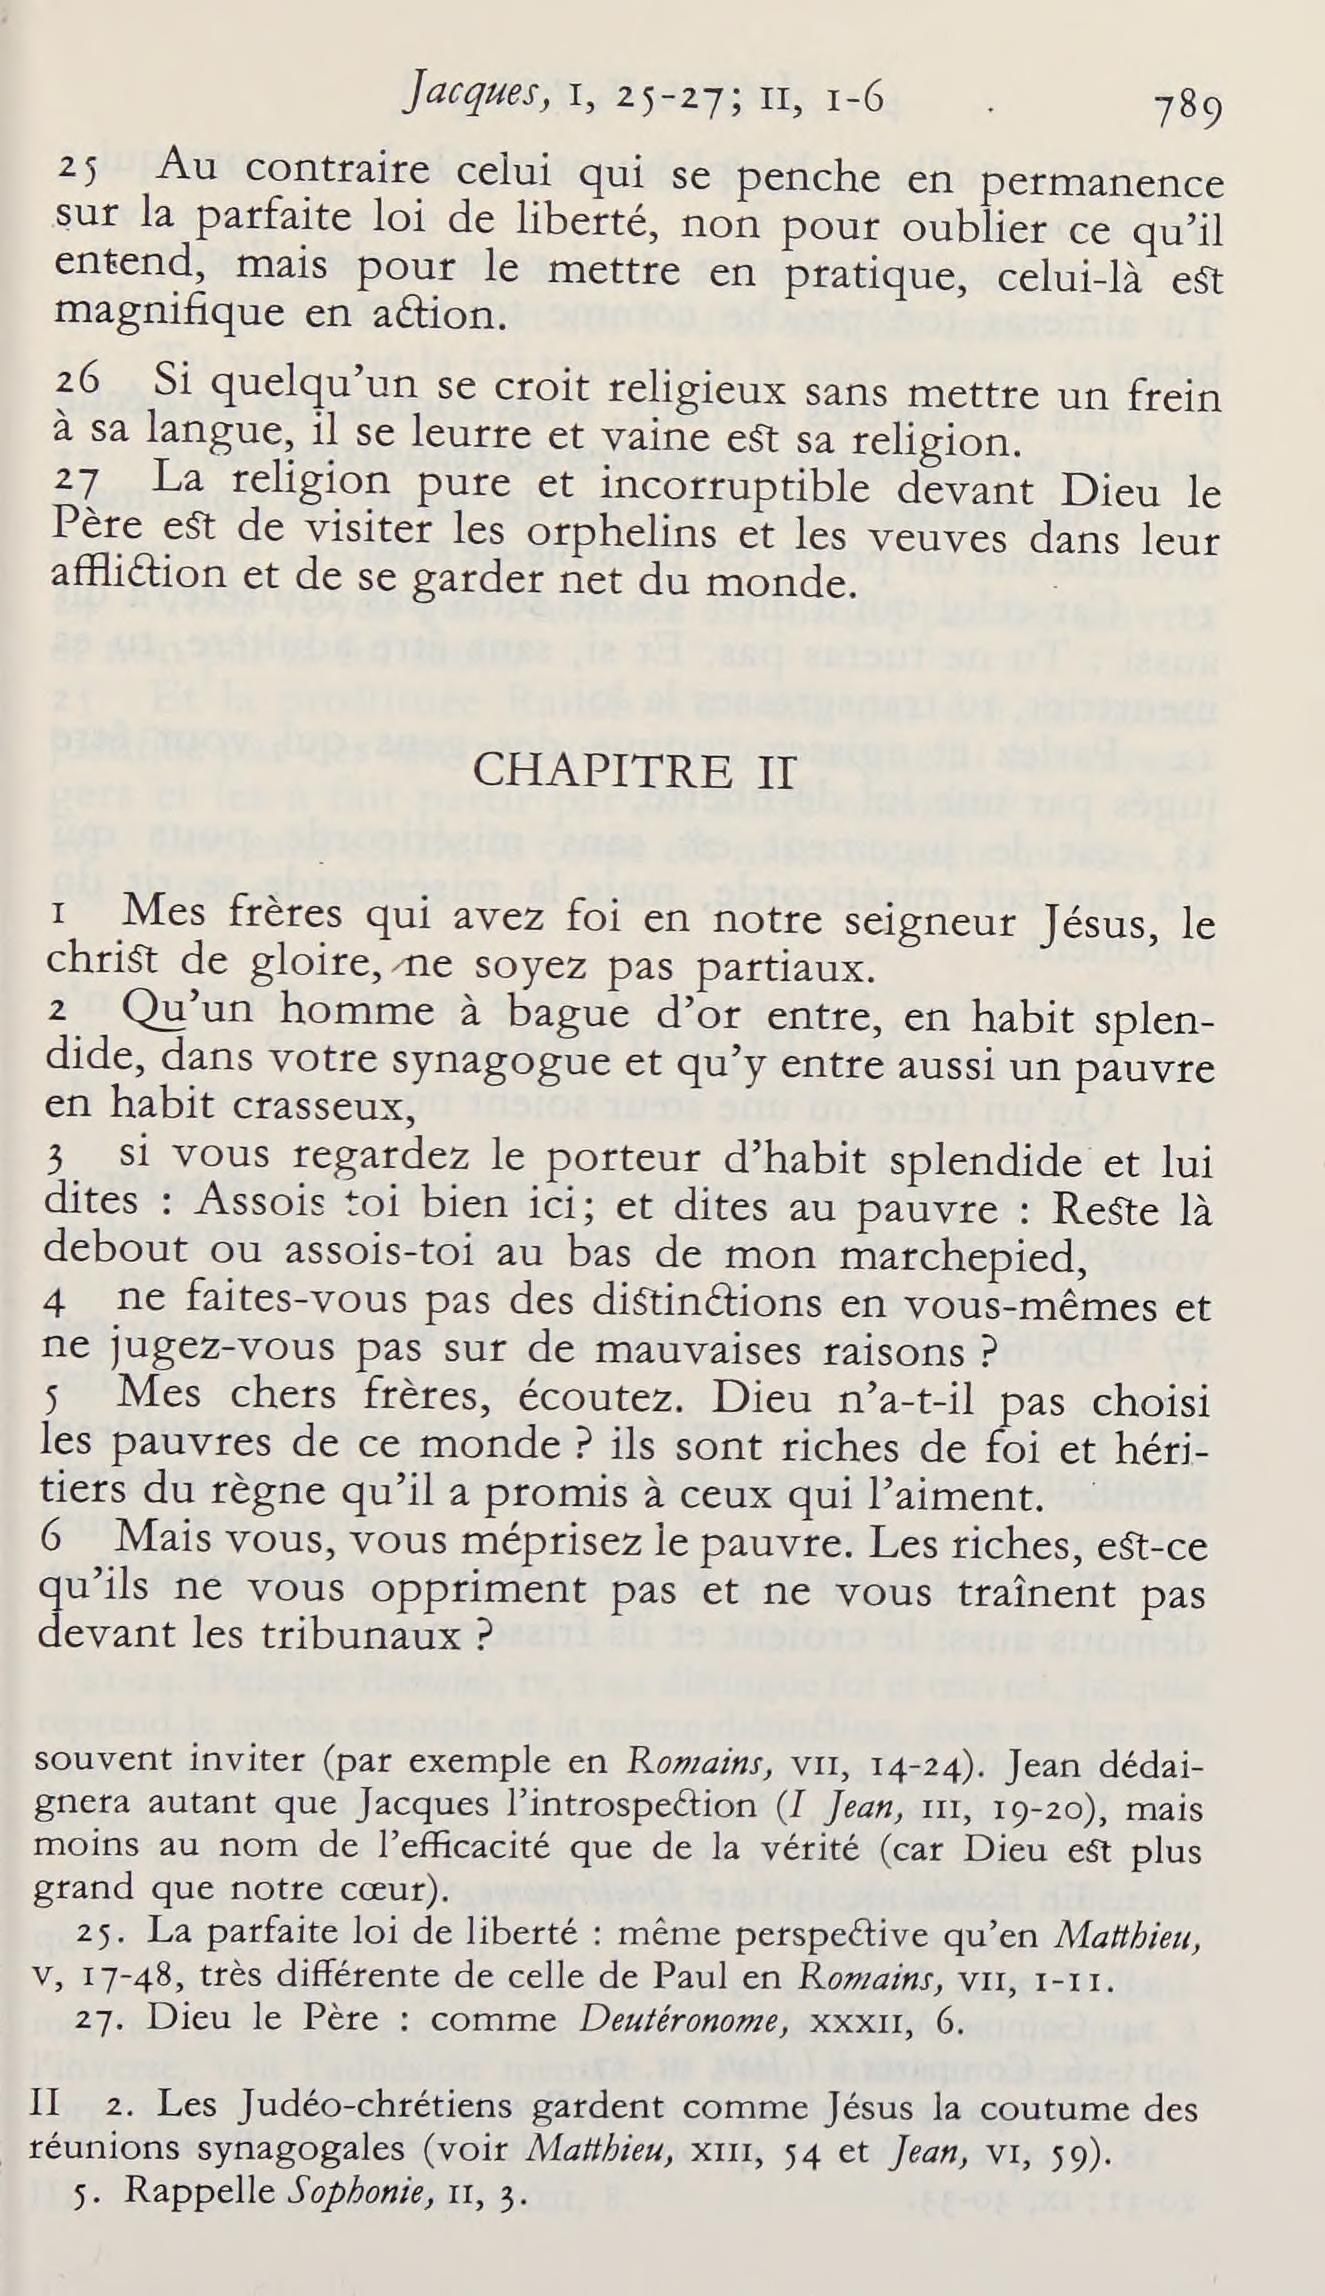 Jacques, I, 25-27; II, 1-6
789
25 Au contraire celui qui se penche en permanence
sur la parfaite loi de liberté, non pour oublier ce qu'il
entend, mais pour le mettre en pratique, celui-là est
magnifique en action.
26 Si quelqu'un se croit religieux sans mettre un frein
à sa langue, il se leurre et vaine est sa religion.
27 La religion pure et incorruptible devant Dieu le
Père est de visiter les orphelins et les veuves dans leur
affliction et de se garder net du monde.
CHAPITRE II
1 Mes frères qui avez foi en notre seigneur Jésus, le
christ de gloire, ne soyez pas partiaux.
2 Qu'un homme à bague d'or entre, en habit splen-
dide, dans votre synagogue et qu'y entre aussi un pauvre
en habit crasseux,
3 si vous regardez le porteur d'habit splendide et lui
dites : Assois toi bien ici; et dites au pauvre : Reste là
debout ou assois-toi au bas de mon marchepied,
4 ne faites-vous pas des distinctions en vous-mêmes et
ne jugez-vous pas sur de mauvaises raisons ?
5 Mes chers frères, écoutez. Dieu n'a-t-il pas choisi
les pauvres de ce monde ? ils sont riches de foi et héri-
tiers du règne qu'il a promis à ceux qui l'aiment.
6 Mais vous, vous méprisez le pauvre. Les riches, est-ce
qu'ils ne vous oppriment pas et ne vous traînent pas
devant les tribunaux ?
souvent inviter (par exemple en Romains, VII, 14-24). Jean dédai-
gnera autant que Jacques l'introspection (I Jean, III, 19-20), mais
moins au nom de l'efficacité que de la vérité (car Dieu est plus
grand que notre cœur).
25. La parfaite loi de liberté : même perspective qu'en Matthieu,
V, 17-48, très différente de celle de Paul en Romains, VII, 1-11.
27. Dieu le Père : comme Deutéronome, XXXII, 6.
II 2. Les Judéo-chrétiens gardent comme Jésus la coutume des
réunions synagogales (voir Matthieu, XIII, 54 et Jean, VI, 59).
5. Rappelle Sophonie, II, 3.